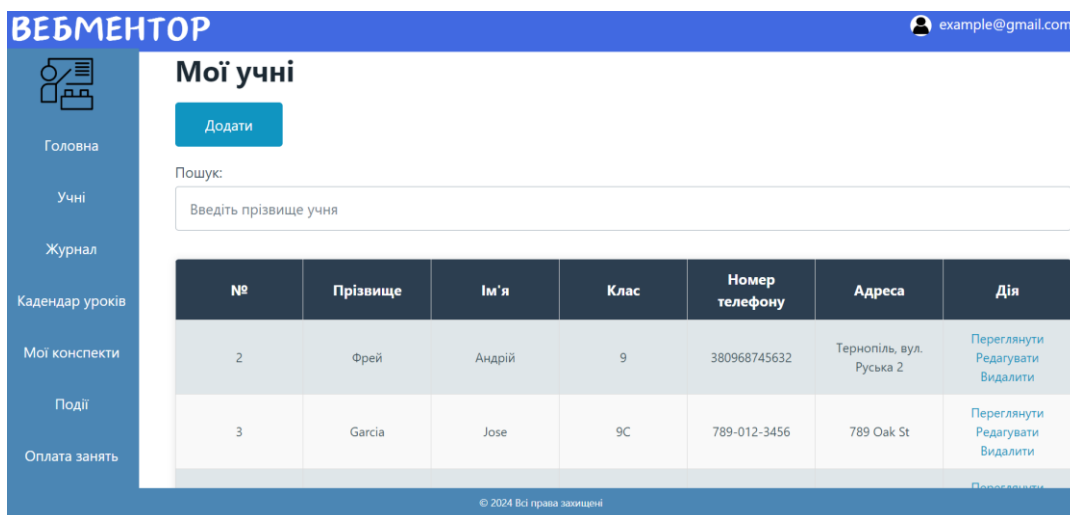 ВЕБМЕНТОР
example@gmail.com
Мої учні
Додати
Головна
Пошук:
Учні
Введіть прізвище учня
Журнал
№ Прізвище Ім'я Клас Номер телефону Адреса Дія
Кадендар уроків
2 Фрей Андрій 9 380968745632 Тернопіль, вул. Руська 2 Переглянути Редагувати Видалити
Мої конспекти
Події
3 Garcia Jose 9C 789-012-3456 789 Oak St Переглянути Редагувати Видалити
Оплата занять
© 2024 Всі права захищені